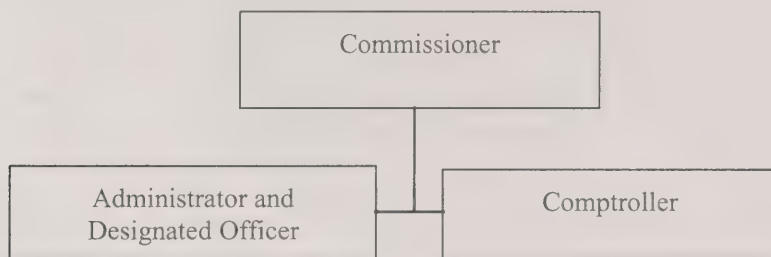 Commissioner
Administrator and
Designated Officer
Comptroller